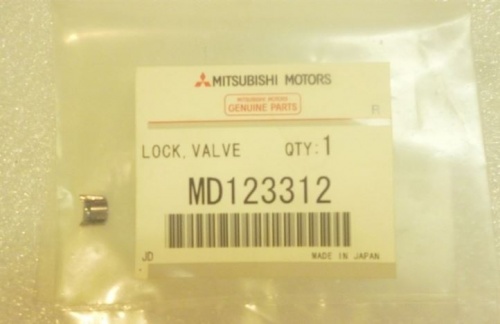 MITSUBISHI MOTORS
MITSUBISHI MOTORS
GENUINE PARTS
LOCK, VALVE QTY:1
MD123312
JD MADE IN JAPAN